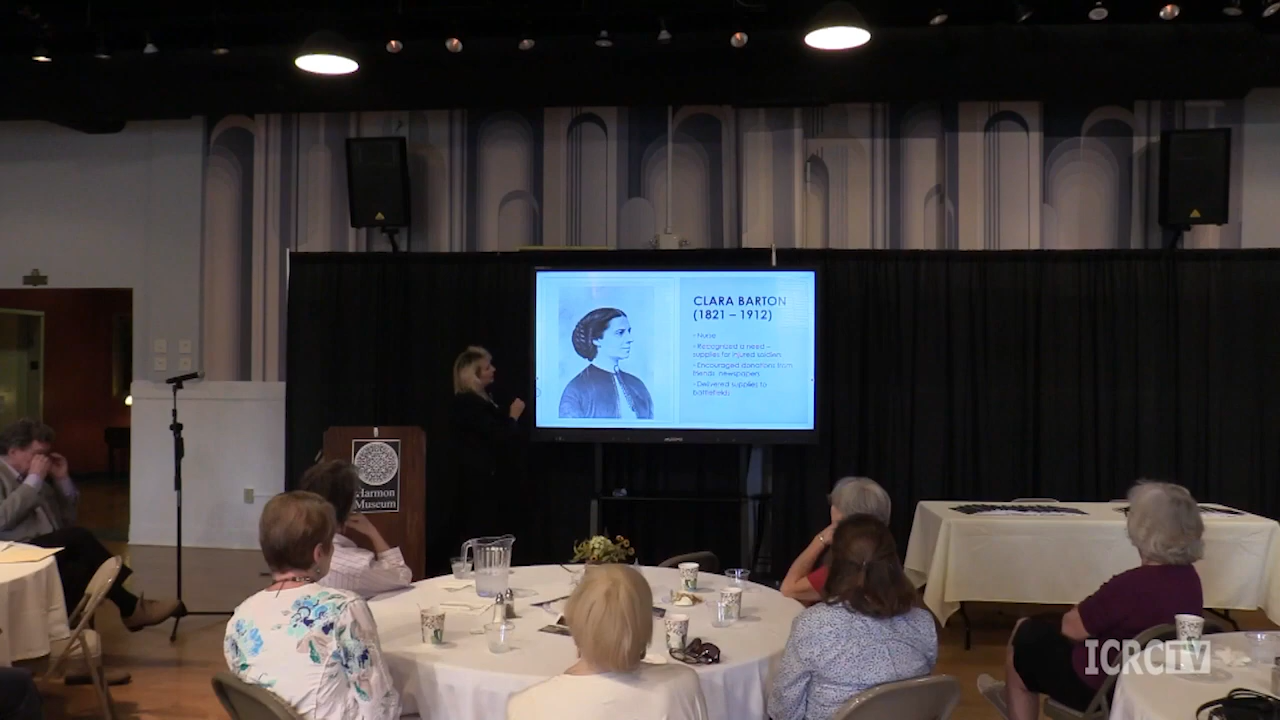 CLARA BARTON
(1821 – 1912)
- Nurse
- Recognized a need –
supplies for injured soldiers
- Encouraged donations from
friends, newspapers
- Delivered supplies to
battlefields
Harmon
Museum
ICRCTV